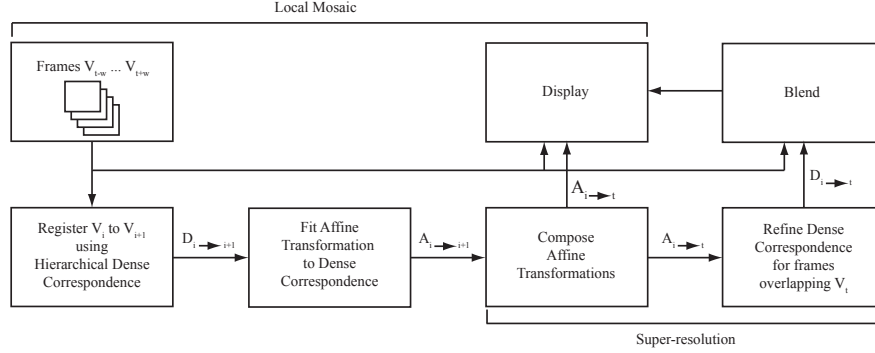 Local Mosaic
Frames V t-w ... V t+w
Display
Blend
A i → t
D i → t
Register V i to V i+1
using
Hierarchical Dense
Correspondence
D i → i+1
Fit Affine
Transformation
to Dense
Correspondence
A i → i+1
Compose
Affine
Transformations
A i → t
Refine Dense
Correspondence
for frames
overlapping V t
Super-resolution